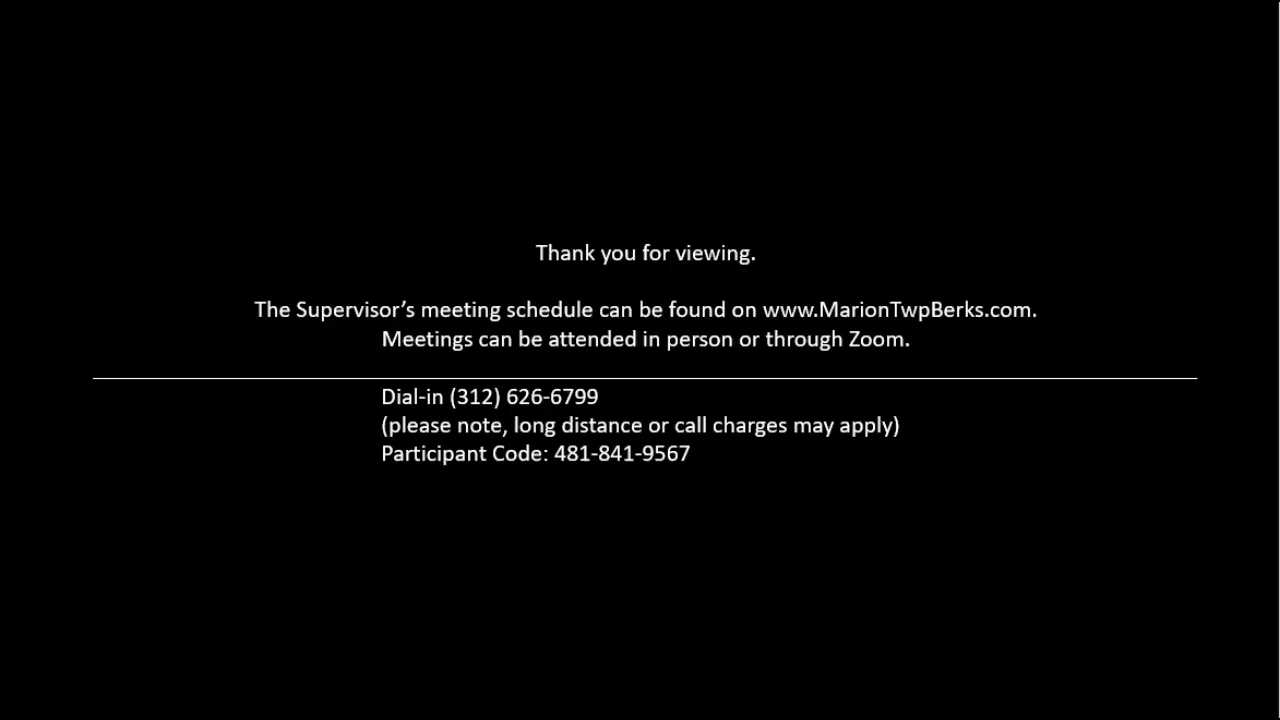 Thank you for viewing.
The Supervisor’s meeting schedule can be found on www.MarionTwpBerks.com.
Meetings can be attended in person or through Zoom.
Dial-in (312) 626-6799
(please note, long distance or call charges may apply)
Participant Code: 481-841-9567